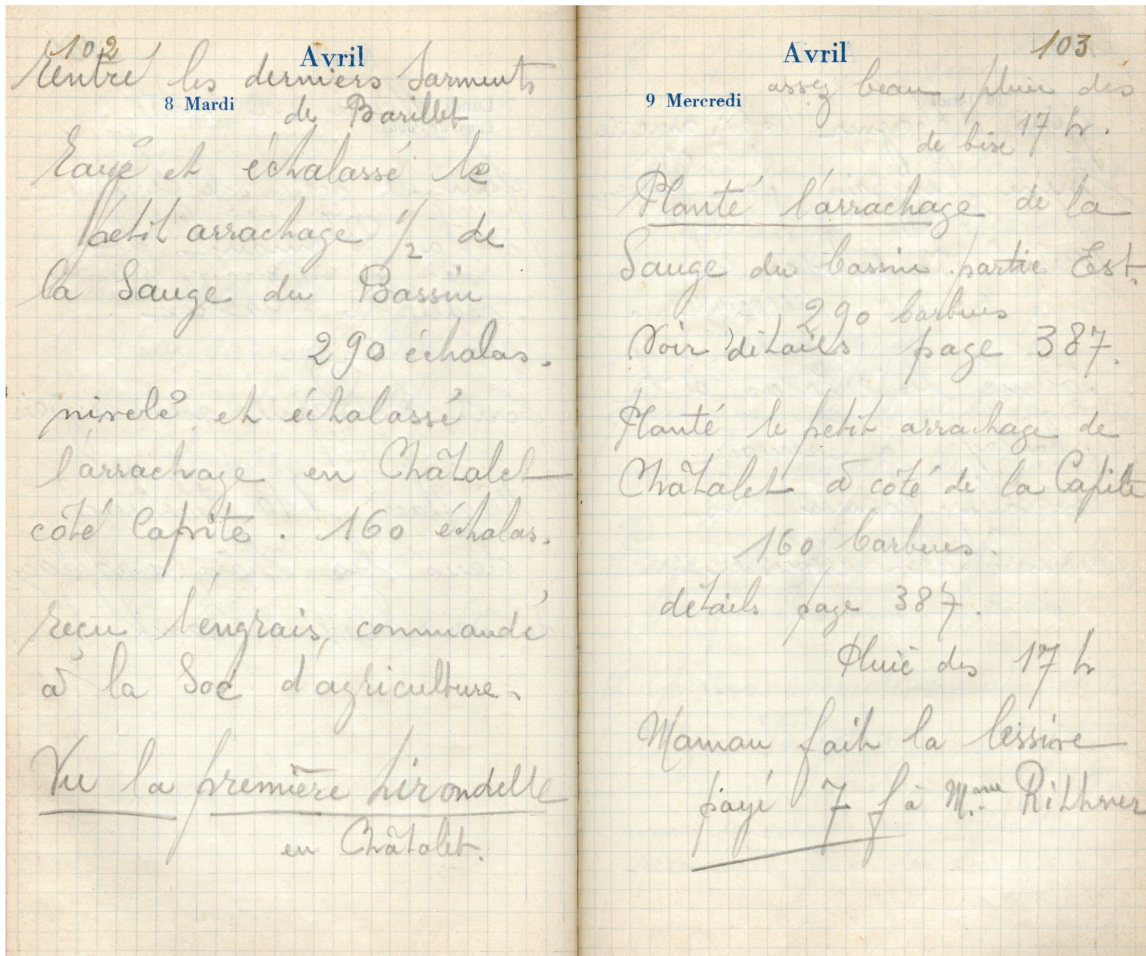 102
Avril
rentré les derniers sarments
8 Mardi
de Barillet
et échalassé le
petit arrachage 1/2 de
la Sauge du Bassin
290 échalas.
nivelé et échalassé
l'arrachage en Châtalet
côté Capite. 160 échalas.
reçu l'engrais, commandé
à la Soc d'agriculture.
Vu la première hirondelle
en Châtalet.
103
Avril
9 Mercredi
assez beau, pluie dès
de bise 17 h.
Planté l'arrachage de la
Sauge du bassin partie Est.
290 barbues
Voir détails page 387.
Planté le petit arrachage de
Châtalet à côté de la Capite
160 barbues.
détails page 387.
Pluie des 17 h
Maman fait la lessive
payé 7 f à Mme